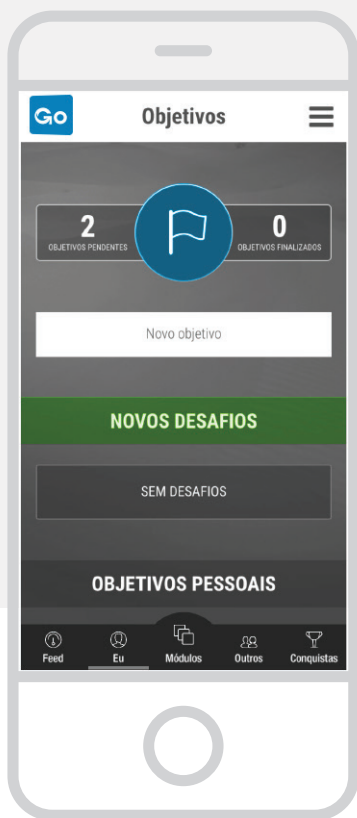 Go
Objetivos
2
OBJETIVOS PENDENTES
0
OBJETIVOS FINALIZADOS
Novo objetivo
NOVOS DESAFIOS
SEM DESAFIOS
OBJETIVOS PESSOAIS
Feed Eu Módulos Outros Conquistas